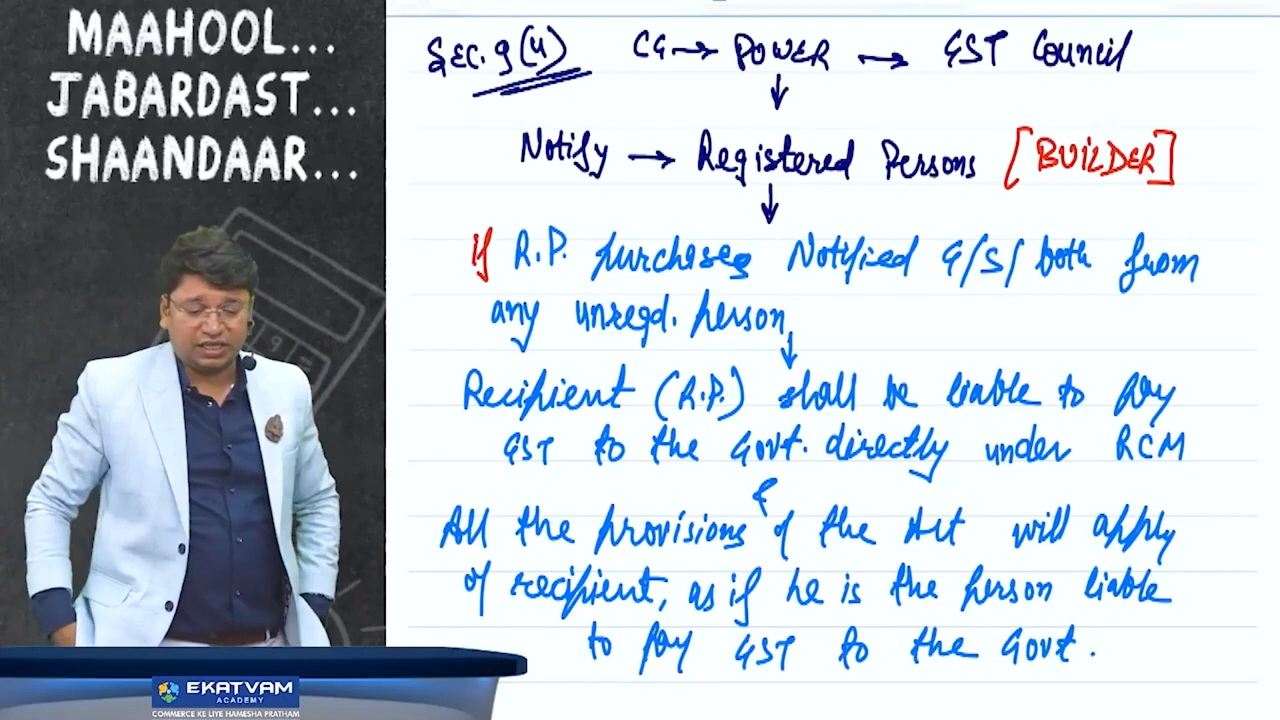 MAAHOOL...
JABARDAST...
SHAANDAAR...
SEC. 9(4) CG → POWER → GST Council
↓
Notify → Registered Persons [BUILDER]
↓
if R.P. purchases Notified G/S/both from
any unregd. person,
↓
Recipient (R.P.) shall be liable to pay
GST to the Govt. directly under RCM
&
All the provisions of the Act will apply
of recipient, as if he is the person liable
to pay GST to the Govt.
EKATVAM
ACADEMY
COMMERCE KE LIYE HAMESHA PRATHAM